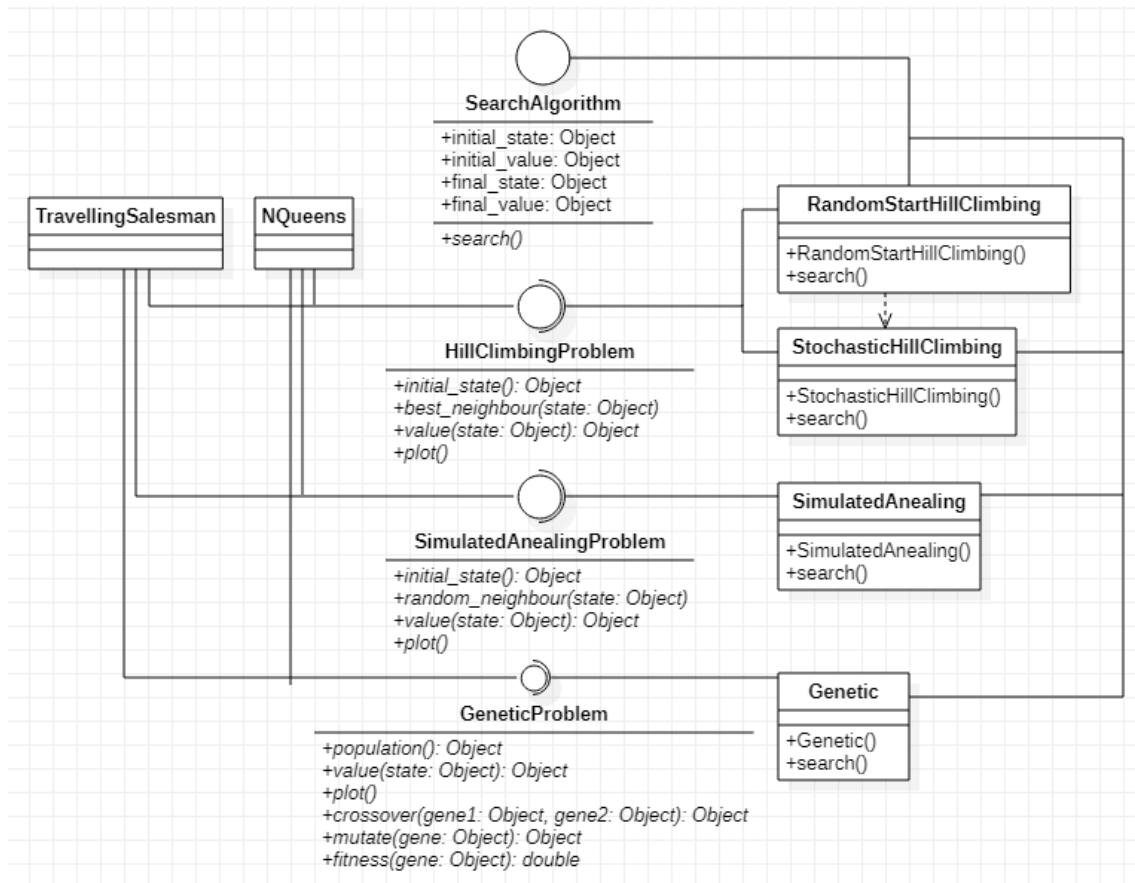 SearchAlgorithm
+initial_state: Object
+initial_value: Object
+final_state: Object
+final_value: Object
+search()
TravellingSalesman
NQueens
RandomStartHillClimbing
+RandomStartHillClimbing()
+search()
HillClimbingProblem
+initial_state(): Object
+best_neighbour(state: Object)
+value(state: Object): Object
+plot()
StochasticHillClimbing
+StochasticHillClimbing()
+search()
SimulatedAnealingProblem
+initial_state(): Object
+random_neighbour(state: Object)
+value(state: Object): Object
+plot()
SimulatedAnealing
+SimulatedAnealing()
+search()
GeneticProblem
+population(): Object
+value(state: Object): Object
+plot()
+crossover(gene1: Object, gene2: Object): Object
+mutate(gene: Object): Object
+fitness(gene: Object): double
Genetic
+Genetic()
+search()